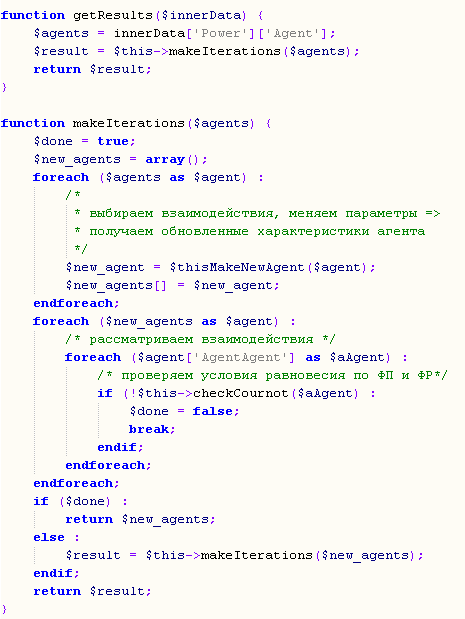 function getResults($innerData) {
    $agents = innerData['Power']['Agent'];
    $result = $this->makeIterations($agents);
    return $result;
}

function makeIterations($agents) {
    $done = true;
    $new_agents = array();
    foreach ($agents as $agent) :
        /*
         * выбираем взаимодействия, меняем параметры =>
         * получаем обновленные характеристики агента
         */
        $new_agent = $thisMakeNewAgent($agent);
        $new_agents[] = $new_agent;
    endforeach;
    foreach ($new_agents as $agent) :
        /* рассматриваем взаимодействия */
        foreach ($agent['AgentAgent'] as $aAgent) :
            /* проверяем условия равновесия по ФП и ФР*/
            if (!$this->checkCournot($aAgent) :
                $done = false;
                break;
            endif;
        endforeach;
    endforeach;
    if ($done) :
        return $new_agents;
    else :
        $result = $this->makeIterations($new_agents);
    endif;
    return $result;
}